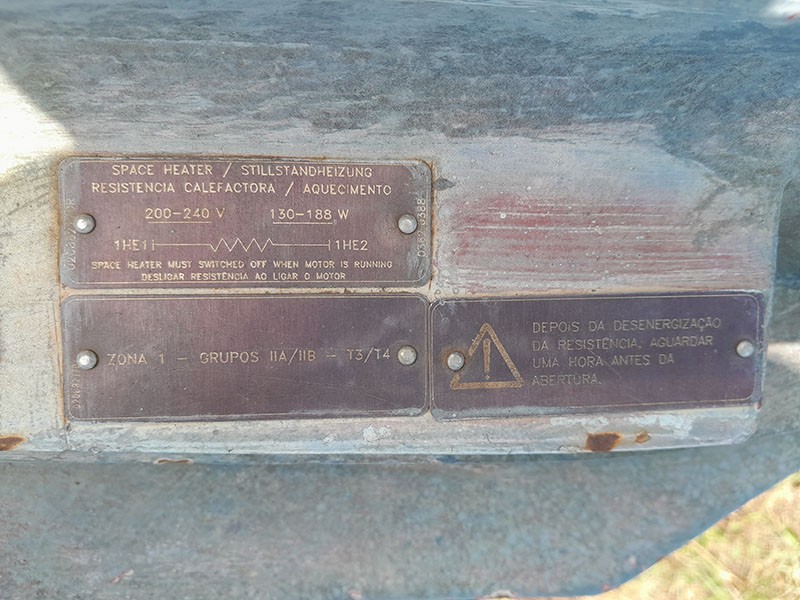 SPACE HEATER / STILLSTANDHEIZUNG
RESISTENCIA CALEFACTORA / AQUECIMENTO
200-240 V 130-188 W
1HE1 1HE2
SPACE HEATER MUST SWITCHED OFF WHEN MOTOR IS RUNNING
DESLIGAR RESISTÊNCIA AO LIGAR O MOTOR
ZONA 1 - GRUPOS IIA/IIB - T3/T4
DEPOIS DA DESENERGIZAÇÃO
DA RESISTÊNCIA, AGUARDAR
UMA HORA ANTES DA
ABERTURA.